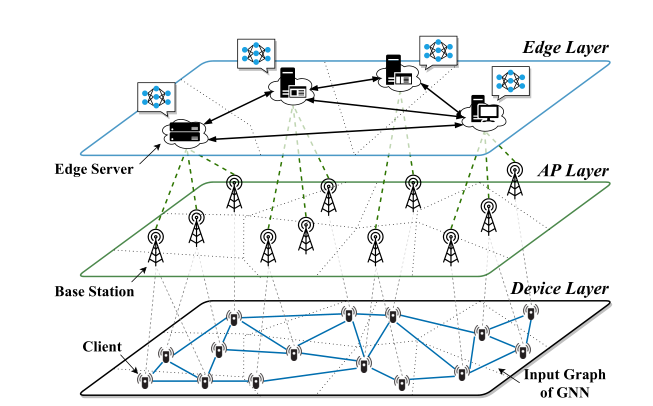 Edge Layer
Edge Server
AP Layer
Base Station
Device Layer
Client
Input Graph
of GNN